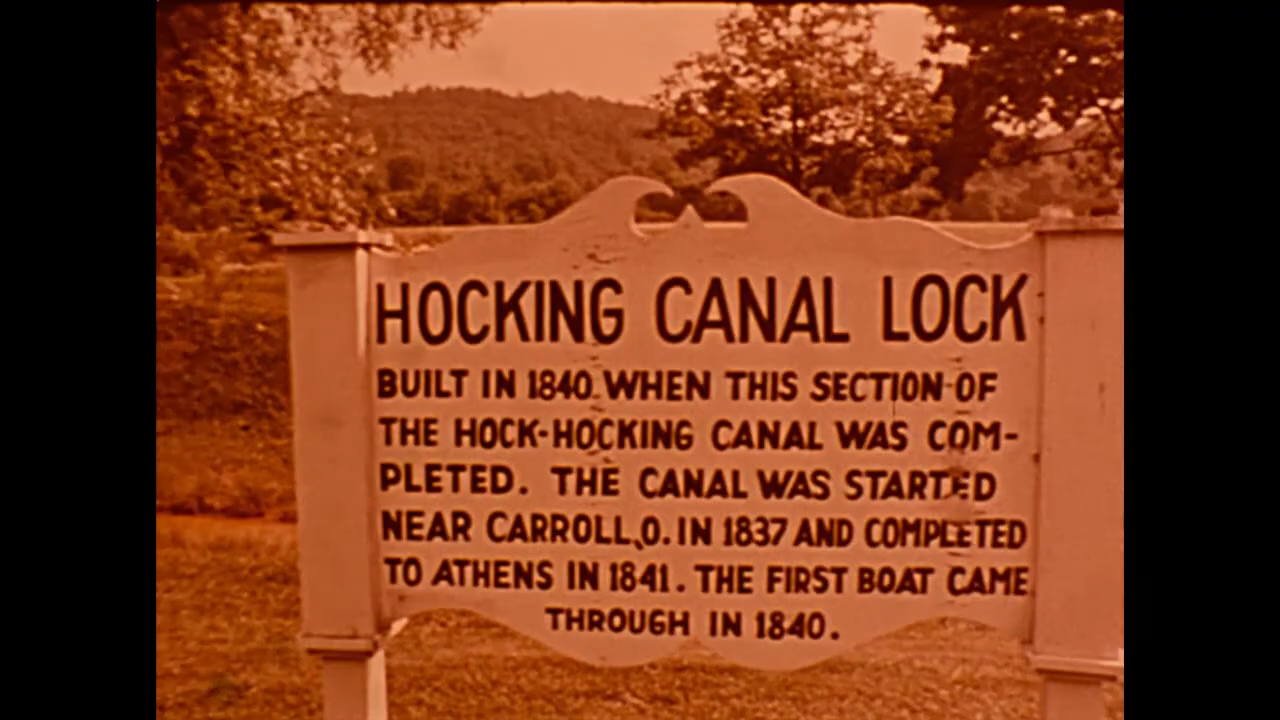 HOCKING CANAL LOCK
BUILT IN 1840 WHEN THIS SECTION OF
THE HOCK-HOCKING CANAL WAS COM-
PLETED. THE CANAL WAS STARTED
NEAR CARROLL, O. IN 1837 AND COMPLETED
TO ATHENS IN 1841. THE FIRST BOAT CAME
THROUGH IN 1840.